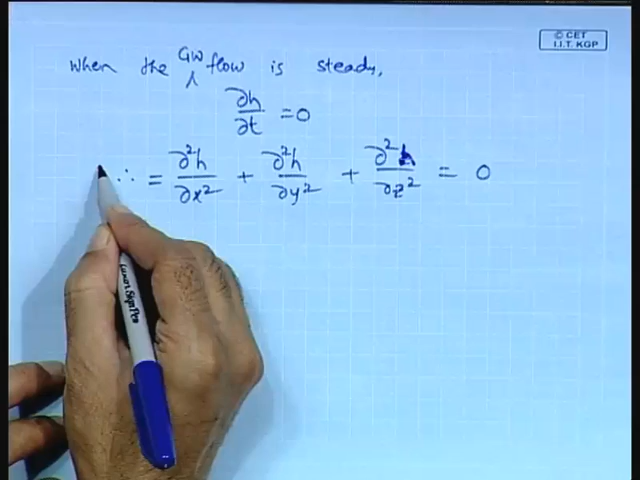 © CET
I.I.T. KGP
When the GW flow is steady,
∂h/∂t = 0
∴ = ∂²h/∂x² + ∂²h/∂y² + ∂²h/∂z² = 0